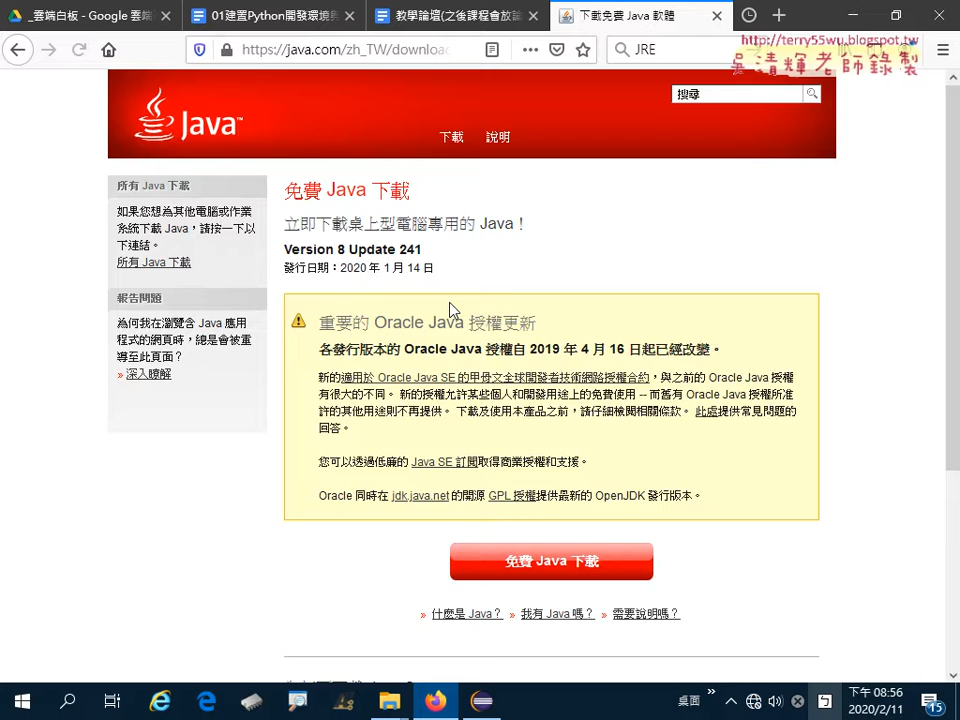 _雲端白板 - Google 雲端
01建置Python開發環境與
教學論壇(之後課程會放論
下載免費 Java 軟體
https://java.com/zh_TW/downloac
JRE
http://terry55wu.blogspot.tw
吳清輝老師錄製
Java™
搜尋
下載
說明
所有 Java 下載
如果您想為其他電腦或作業
系統下載 Java，請按一下以
下連結。
所有 Java 下載
報告問題
為何我在瀏覽含 Java 應用
程式的網頁時，總是會被重
導至此頁面？
» 深入瞭解
免費 Java 下載
立即下載桌上型電腦專用的 Java！
Version 8 Update 241
發行日期：2020 年 1 月 14 日
重要的 Oracle Java 授權更新
各發行版本的 Oracle Java 授權自 2019 年 4 月 16 日起已經改變。
新的適用於 Oracle Java SE 的甲骨文全球開發者技術網路授權合約，與之前的 Oracle Java 授權
有很大的不同。 新的授權允許某些個人和開發用途上的免費使用 -- 而舊有 Oracle Java 授權所准
許的其他用途則不再提供。 下載及使用本產品之前，請仔細檢閱相關條款。 此處提供常見問題的
回答。
您可以透過低廉的 Java SE 訂閱取得商業授權和支援。
Oracle 同時在 jdk.java.net 的開源 GPL 授權提供最新的 OpenJDK 發行版本。
免費 Java 下載
» 什麼是 Java？ » 我有 Java 嗎？ » 需要說明嗎？
桌面
下午 08:56
2020/2/11
15